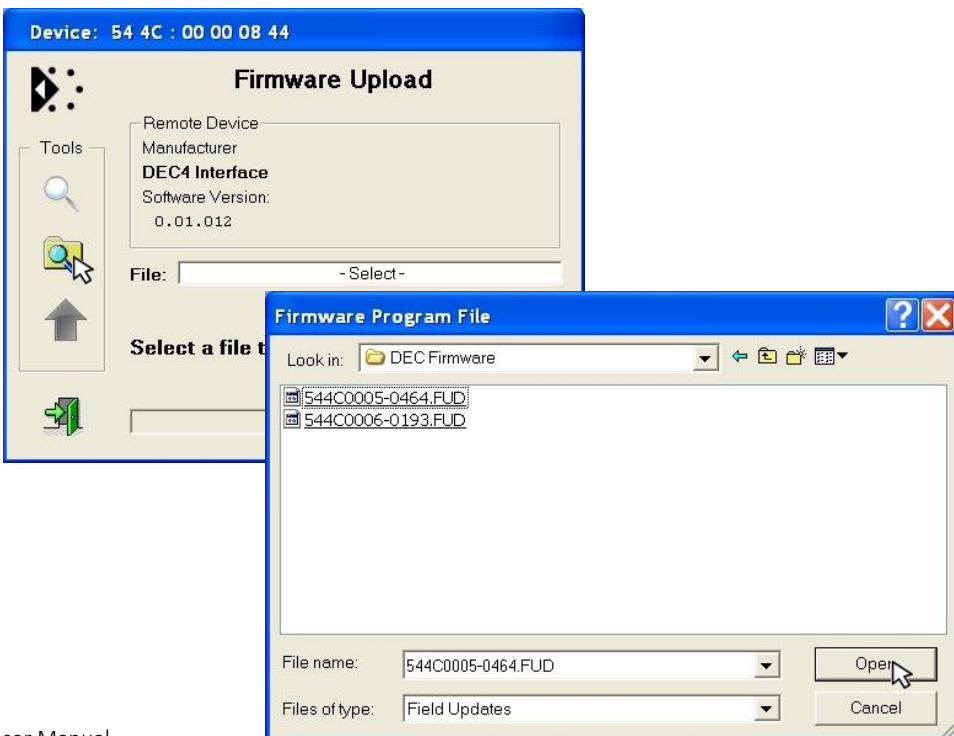 Device: 54 4C : 00 00 08 44
Firmware Upload
Tools
Remote Device
Manufacturer
DEC4 Interface
Software Version:
0.01.012
File: - Select -
Select a file
Firmware Program File
Look in: DEC Firmware
544C0005-0464.FUD
544C0006-0193.FUD
File name: 544C0005-0464.FUD
Open
Files of type: Field Updates
Cancel
Manual